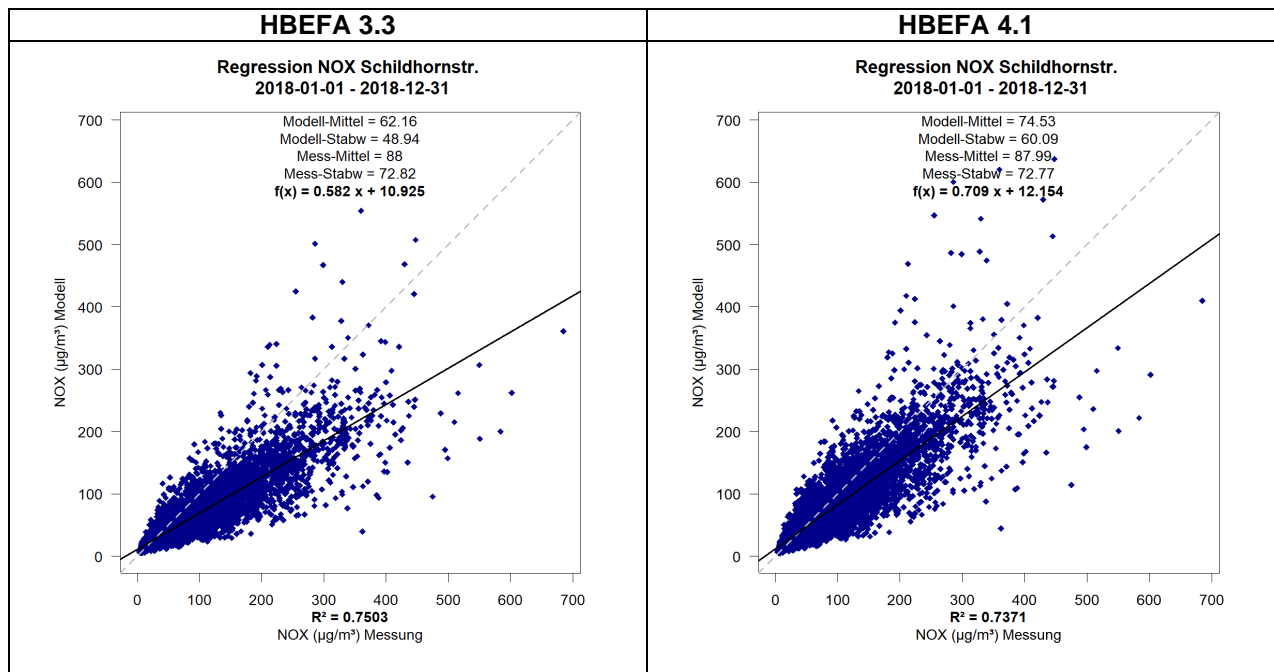 HBEFA 3.3
Regression NOX Schildhornstr.
2018-01-01 - 2018-12-31
Modell-Mittel = 62.16
Modell-Stabw = 48.94
Mess-Mittel = 88
Mess-Stabw = 72.82
f(x) = 0.582 x + 10.925
700
600
500
400
300
200
100
0
NOX (µg/m³) Modell
0 100 200 300 400 500 600 700
R² = 0.7503
NOX (µg/m³) Messung
HBEFA 4.1
Regression NOX Schildhornstr.
2018-01-01 - 2018-12-31
Modell-Mittel = 74.53
Modell-Stabw = 60.09
Mess-Mittel = 87.99
Mess-Stabw = 72.77
f(x) = 0.709 x + 12.154
700
600
500
400
300
200
100
0
NOX (µg/m³) Modell
0 100 200 300 400 500 600 700
R² = 0.7371
NOX (µg/m³) Messung